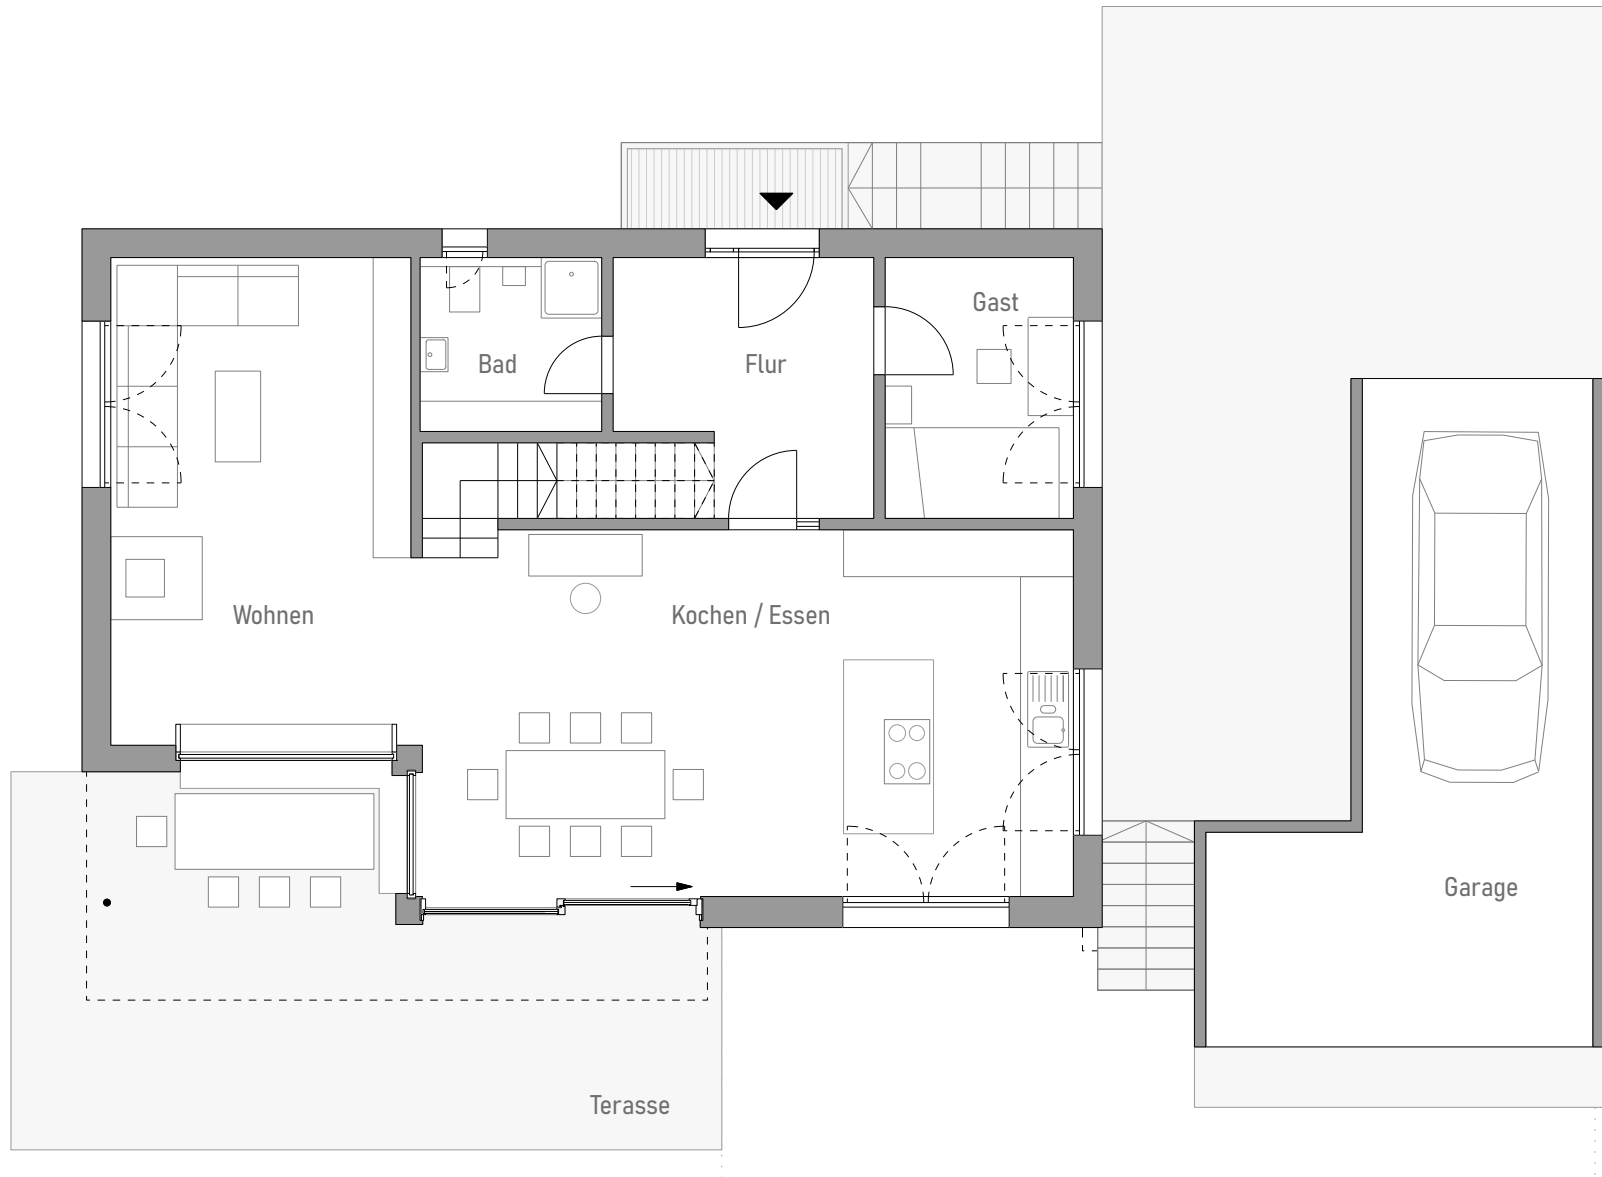 Gast
Bad
Flur
Wohnen
Kochen / Essen
Garage
Terasse